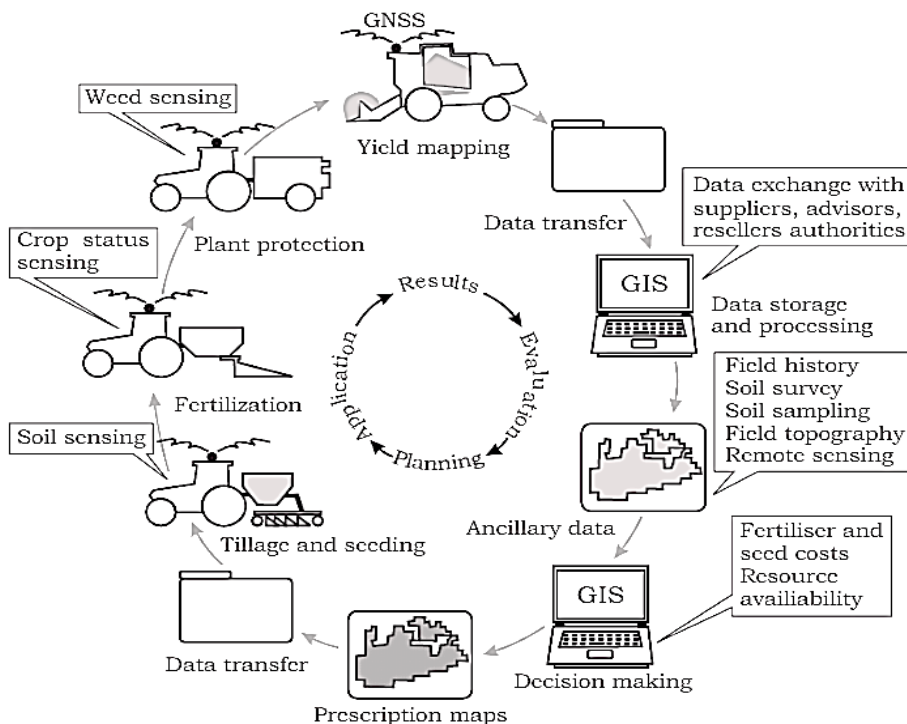 GNSS
Weed sensing
Yield mapping
Data transfer
Data exchange with
suppliers, advisors,
resellers authorities
GIS
Data storage
and processing
Field history
Soil survey
Soil sampling
Field topography
Remote sensing
Ancillary data
Fertiliser and
seed costs
Resource
availiability
GIS
Decision making
Prescription maps
Data transfer
Tillage and seeding
Soil sensing
Fertilization
Crop status
sensing
Plant protection
Results
Evaluation
Planning
Application